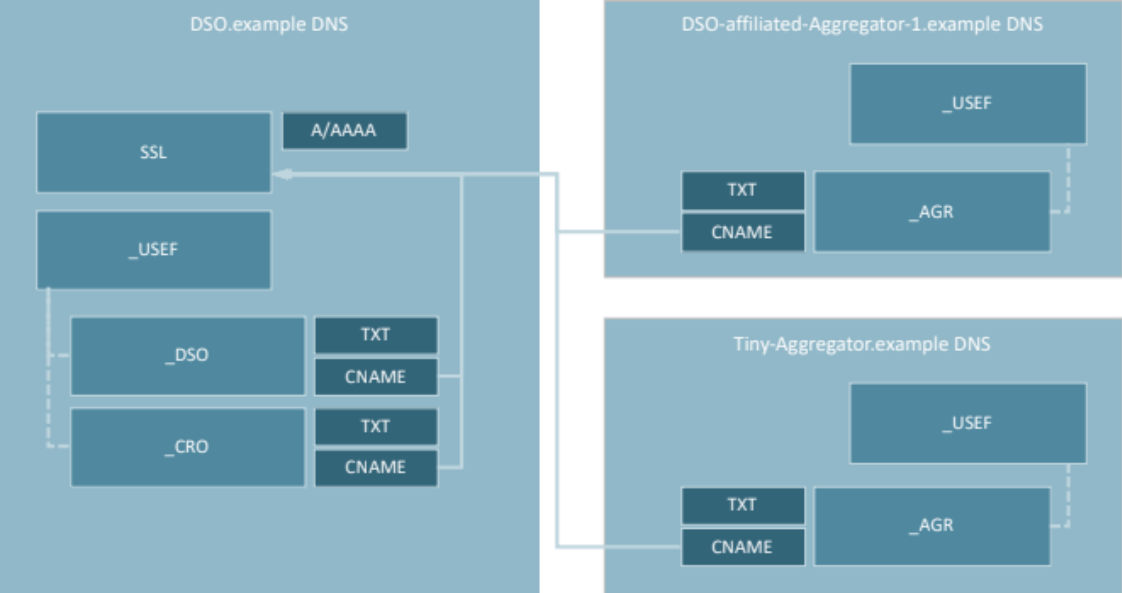 DSO.example DNS
SSL
A/AAAA
_USEF
_DSO
TXT
CNAME
_CRO
TXT
CNAME
DSO-affiliated-Aggregator-1.example DNS
_USEF
TXT
CNAME
_AGR
Tiny-Aggregator.example DNS
_USEF
TXT
CNAME
_AGR